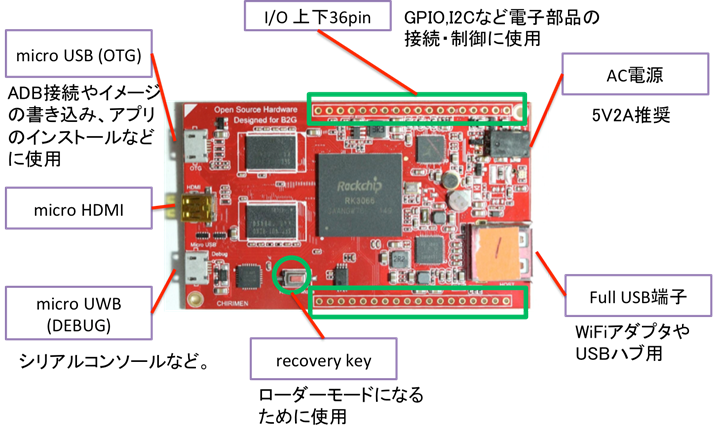 I/O 上下36pin
GPIO,I2Cなど電子部品の
接続・制御に使用
micro USB (OTG)
ADB接続やイメージ
の書き込み、アプリ
のインストールなど
に使用
AC電源
5V2A推奨
micro HDMI
micro UWB
(DEBUG)
シリアルコンソールなど。
recovery key
ローダーモードになる
ために使用
Full USB端子
WiFiアダプタや
USBハブ用
Open Source Hardware
Designed for B2G
OTG
HDMI
Micro USB
Debug
CHIRIMEN
Rockchip
RK3066
HOST